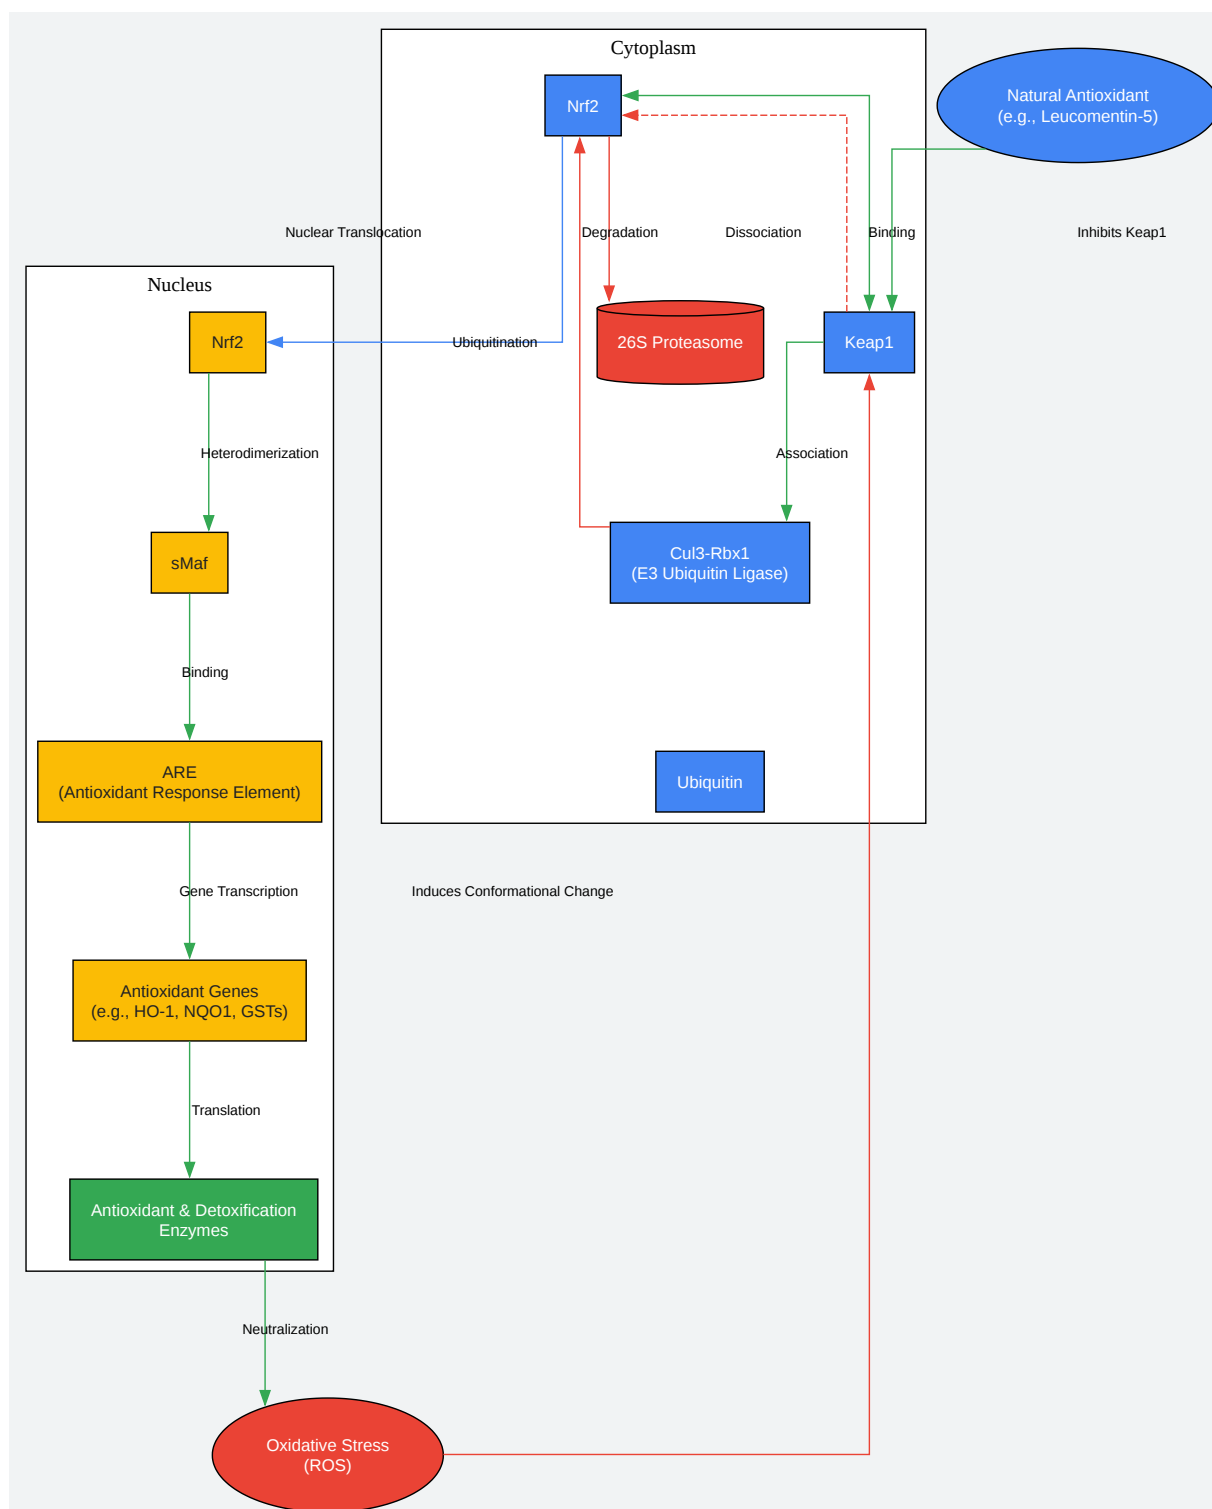 Cytoplasm
Nrf2
Natural Antioxidant
(e.g., Leucomentin-5)
Nuclear Translocation
Degradation
Dissociation
Binding
Inhibits Keap1
Nucleus
Nrf2
Ubiquitination
26S Proteasome
Keap1
Heterodimerization
Association
sMaf
Cul3-Rbx1
(E3 Ubiquitin Ligase)
Binding
ARE
(Antioxidant Response Element)
Ubiquitin
Gene Transcription
Induces Conformational Change
Antioxidant Genes
(e.g., HO-1, NQO1, GSTs)
Translation
Antioxidant & Detoxification
Enzymes
Neutralization
Oxidative Stress
(ROS)